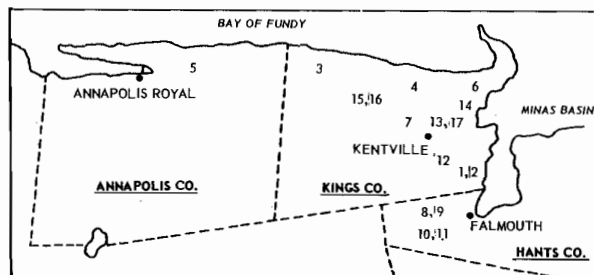 BAY OF FUNDY
5
3
4
6
ANNAPOLIS ROYAL
15, 16
14
MINAS BASIN
7
13, 17
KENTVILLE
12
1, 2
ANNAPOLIS CO.
KINGS CO.
8, 9
FALMOUTH
10, 11
HANTS CO.